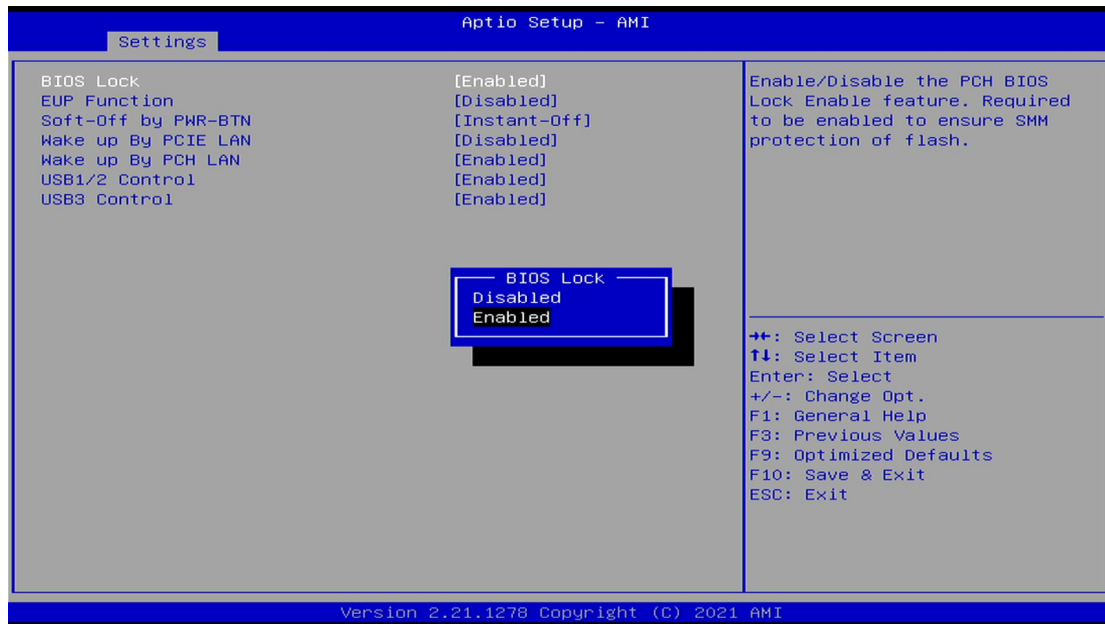 Aptio Setup – AMI
Settings
BIOS Lock [Enabled]
EUP Function [Disabled]
Soft-Off by PWR-BTN [Instant-Off]
Wake up By PCIE LAN [Disabled]
Wake up By PCH LAN [Enabled]
USB1/2 Control [Enabled]
USB3 Control [Enabled]
BIOS Lock
Disabled
Enabled
Enable/Disable the PCH BIOS
Lock Enable feature. Required
to be enabled to ensure SMM
protection of flash.
→←: Select Screen
↑↓: Select Item
Enter: Select
+/-: Change Opt.
F1: General Help
F3: Previous Values
F9: Optimized Defaults
F10: Save & Exit
ESC: Exit
Version 2.21.1278 Copyright (C) 2021 AMI